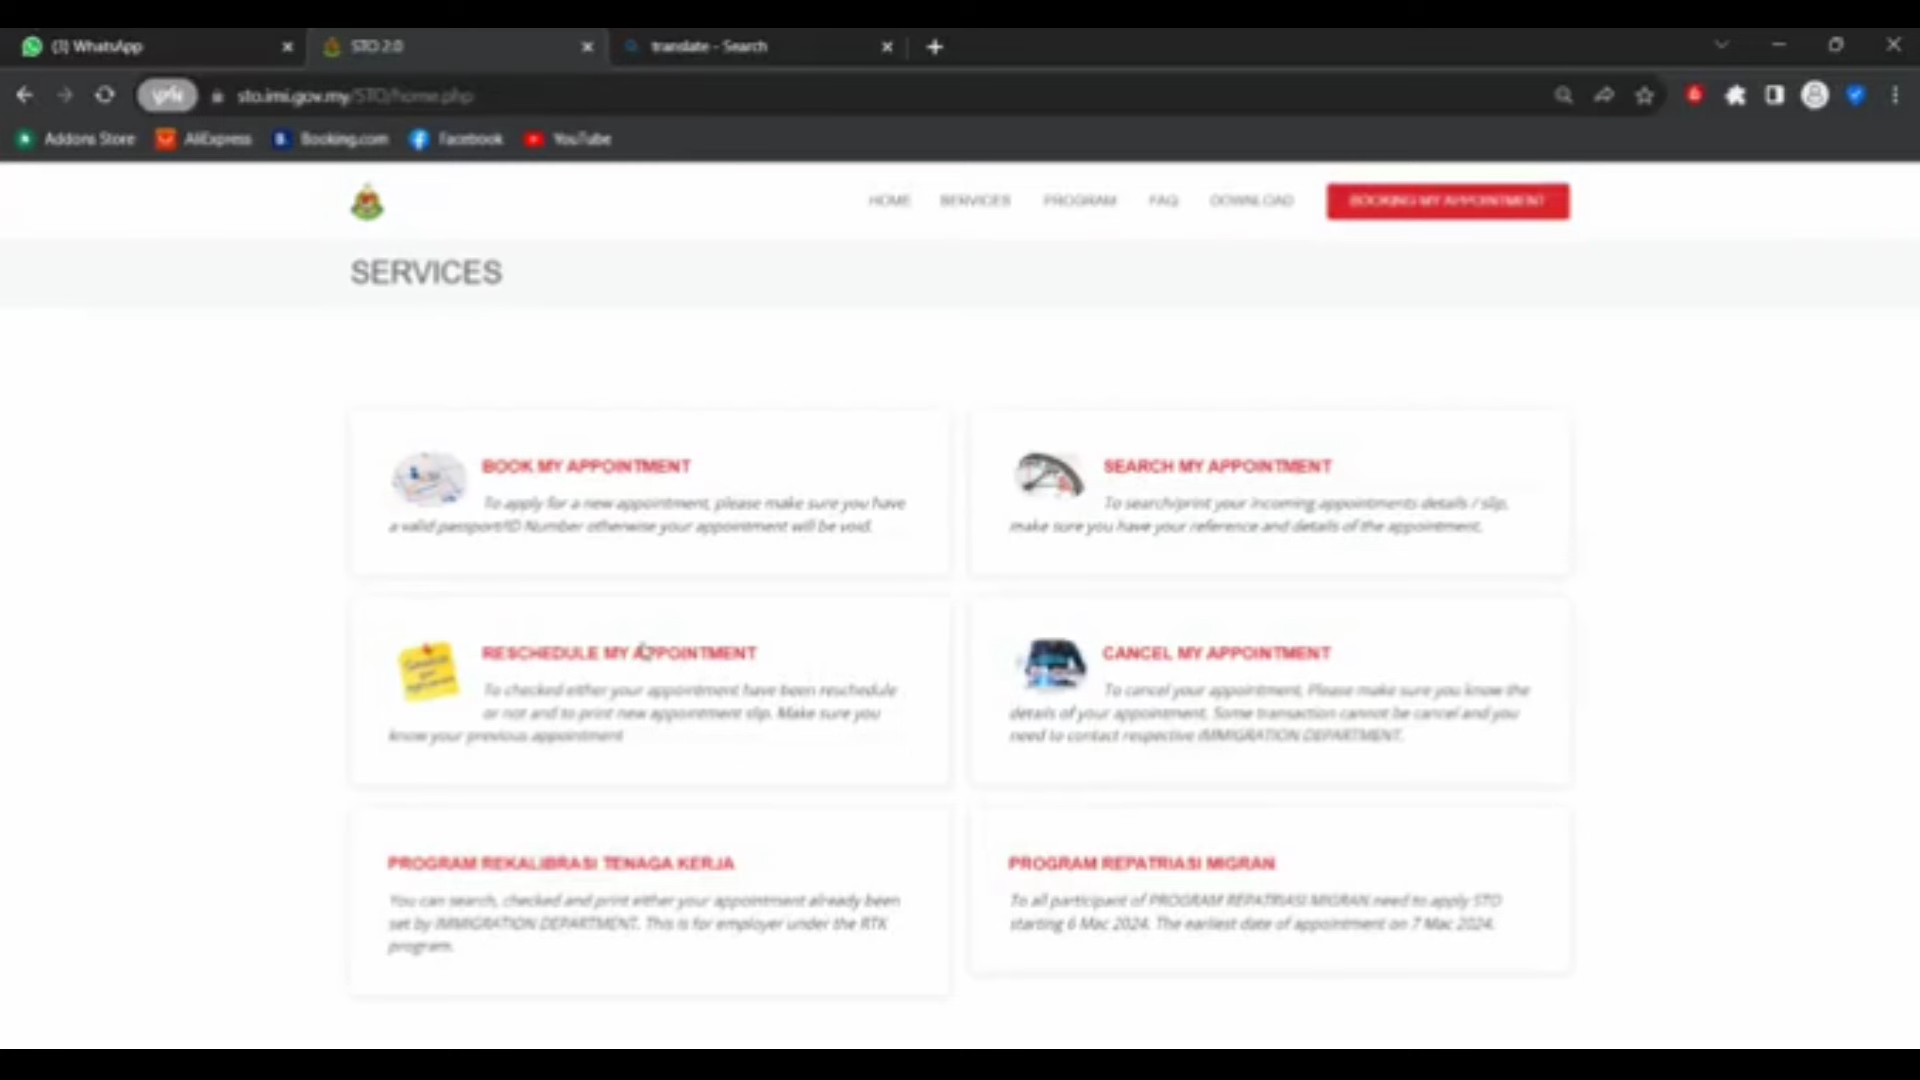 (1) WhatsApp
STO 2.0
translate - Search
sto.imi.gov.my/STO/home.php
Addons Store
AliExpress
Booking.com
Facebook
YouTube
HOME
SERVICES
PROGRAM
FAQ
DOWNLOAD
BOOKING MY APPOINTMENT
SERVICES
BOOK MY APPOINTMENT
To apply for a new appointment, please make sure you have
a valid passport/ID Number otherwise your appointment will be void.
SEARCH MY APPOINTMENT
To search/print your incoming appointments details / slip,
make sure you have your reference and details of the appointment.
RESCHEDULE MY APPOINTMENT
To checked either your appointment have been reschedule
or not and to print new appointment slip. Make sure you
know your previous appointment
CANCEL MY APPOINTMENT
To cancel your appointment, Please make sure you know the
details of your appointment. Some transaction cannot be cancel and you
need to contact respective IMMIGRATION DEPARTMENT.
PROGRAM REKALIBRASI TENAGA KERJA
You can search, checked and print either your appointment already been
set by IMMIGRATION DEPARTMENT. This is for employer under the RTK
program.
PROGRAM REPATRIASI MIGRAN
To all participant of PROGRAM REPATRIASI MIGRAN need to apply STO
starting 6 Mac 2024. The earliest date of appointment on 7 Mac 2024.